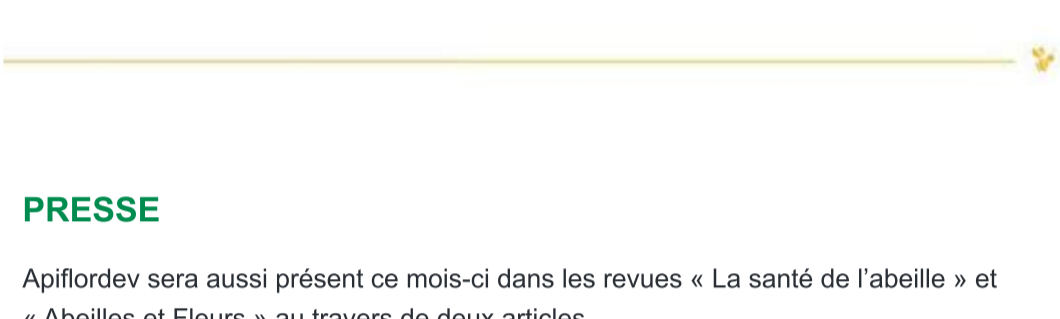 PRESSE
Apiflordev sera aussi présent ce mois-ci dans les revues « La santé de l’abeille » et
« Abeilles et Fleurs » au travers de deux articles